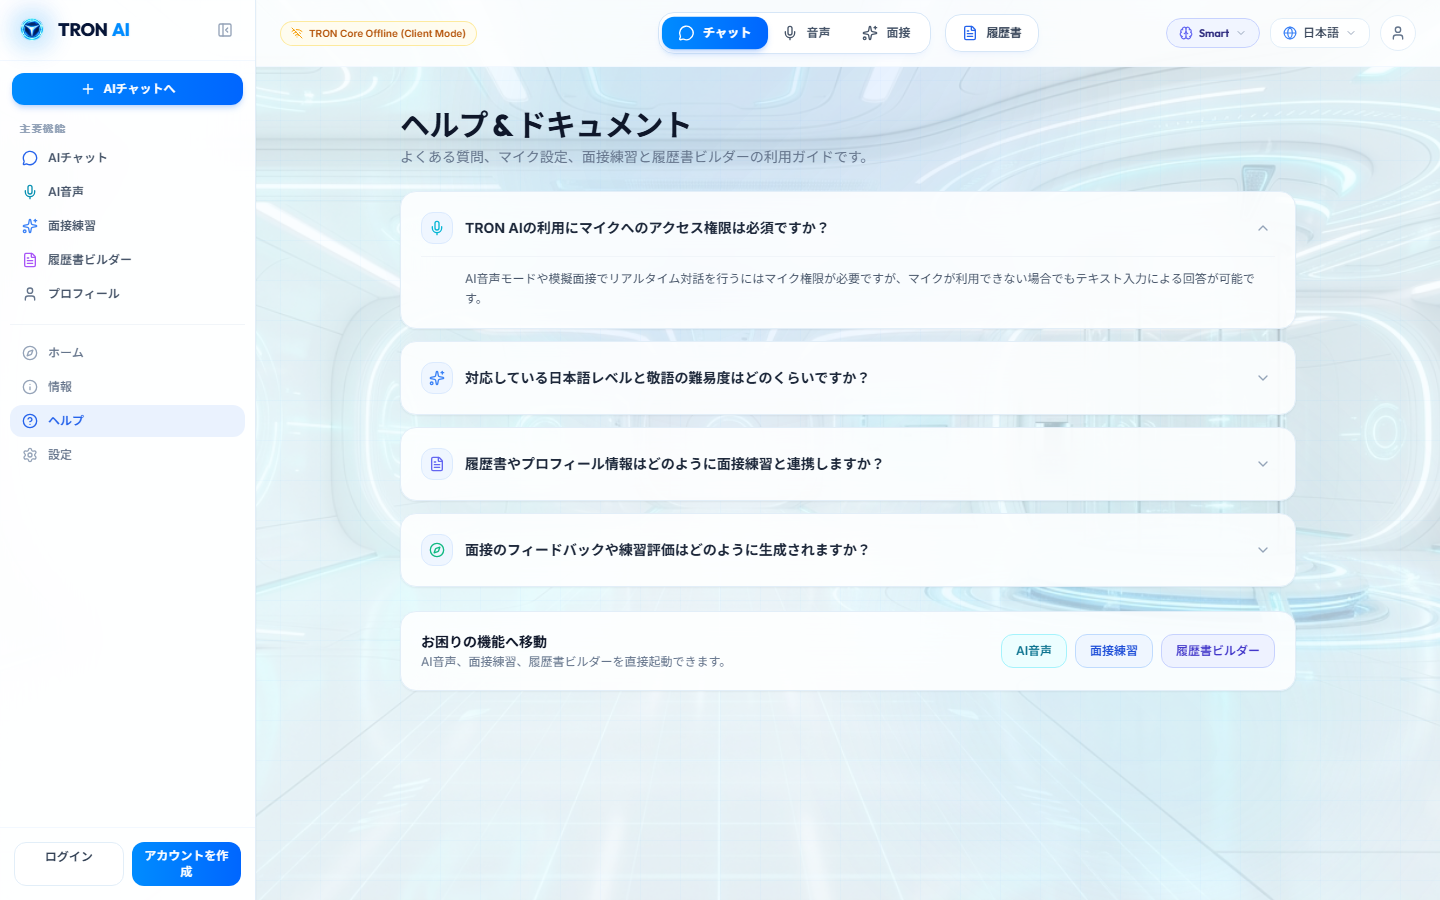 TRON AI
AIチャットへ
主要機能
AIチャット
AI音声
面接練習
履歴書ビルダー
プロフィール
ホーム
情報
ヘルプ
設定
ログイン
アカウントを作
成
TRON Core Offline (Client Mode)
チャット
音声
面接
履歴書
Smart
日本語
ヘルプ & ドキュメント
よくある質問、マイク設定、面接練習と履歴書ビルダーの利用ガイドです。
TRON AIの利用にマイクへのアクセス権限は必須ですか？
AI音声モードや模擬面接でリアルタイム対話を行うにはマイク権限が必要ですが、マイクが利用できない場合でもテキスト入力による回答が可能で
す。
対応している日本語レベルと敬語の難易度はどのくらいですか？
履歴書やプロフィール情報はどのように面接練習と連携しますか？
面接のフィードバックや練習評価はどのように生成されますか？
お困りの機能へ移動
AI音声、面接練習、履歴書ビルダーを直接起動できます。
AI音声
面接練習
履歴書ビルダー